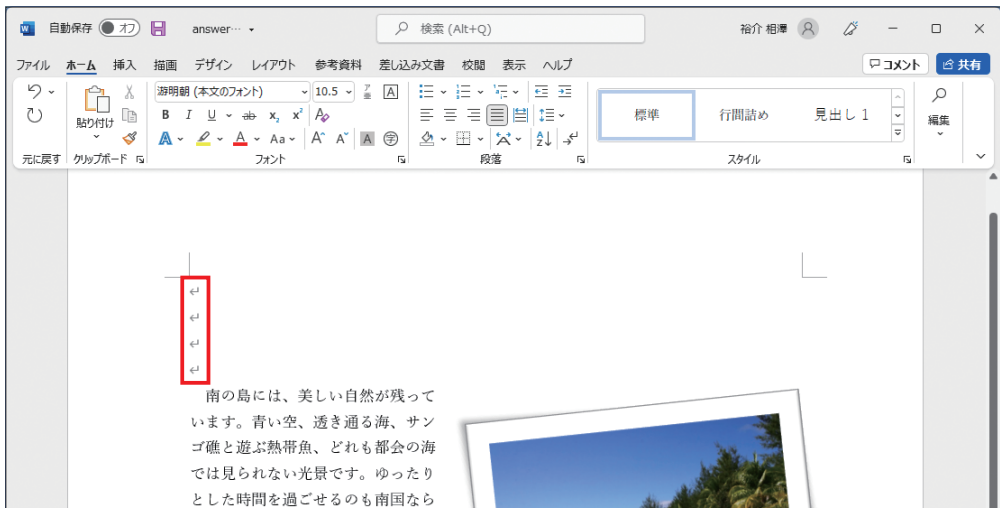 自動保存 オフ answer… 検索 (Alt+Q) 裕介 相澤
ファイル ホーム 挿入 描画 デザイン レイアウト 参考資料 差し込み文書 校閲 表示 ヘルプ コメント 共有
貼り付け 游明朝 (本文のフォント) 10.5 標準 行間詰め 見出し 1 編集
元に戻す クリップボード フォント 段落 スタイル
南の島には、美しい自然が残って
います。青い空、透き通る海、サン
ゴ礁と遊ぶ熱帯魚、どれも都会の海
では見られない光景です。ゆったり
とした時間を過ごせるのも南国なら